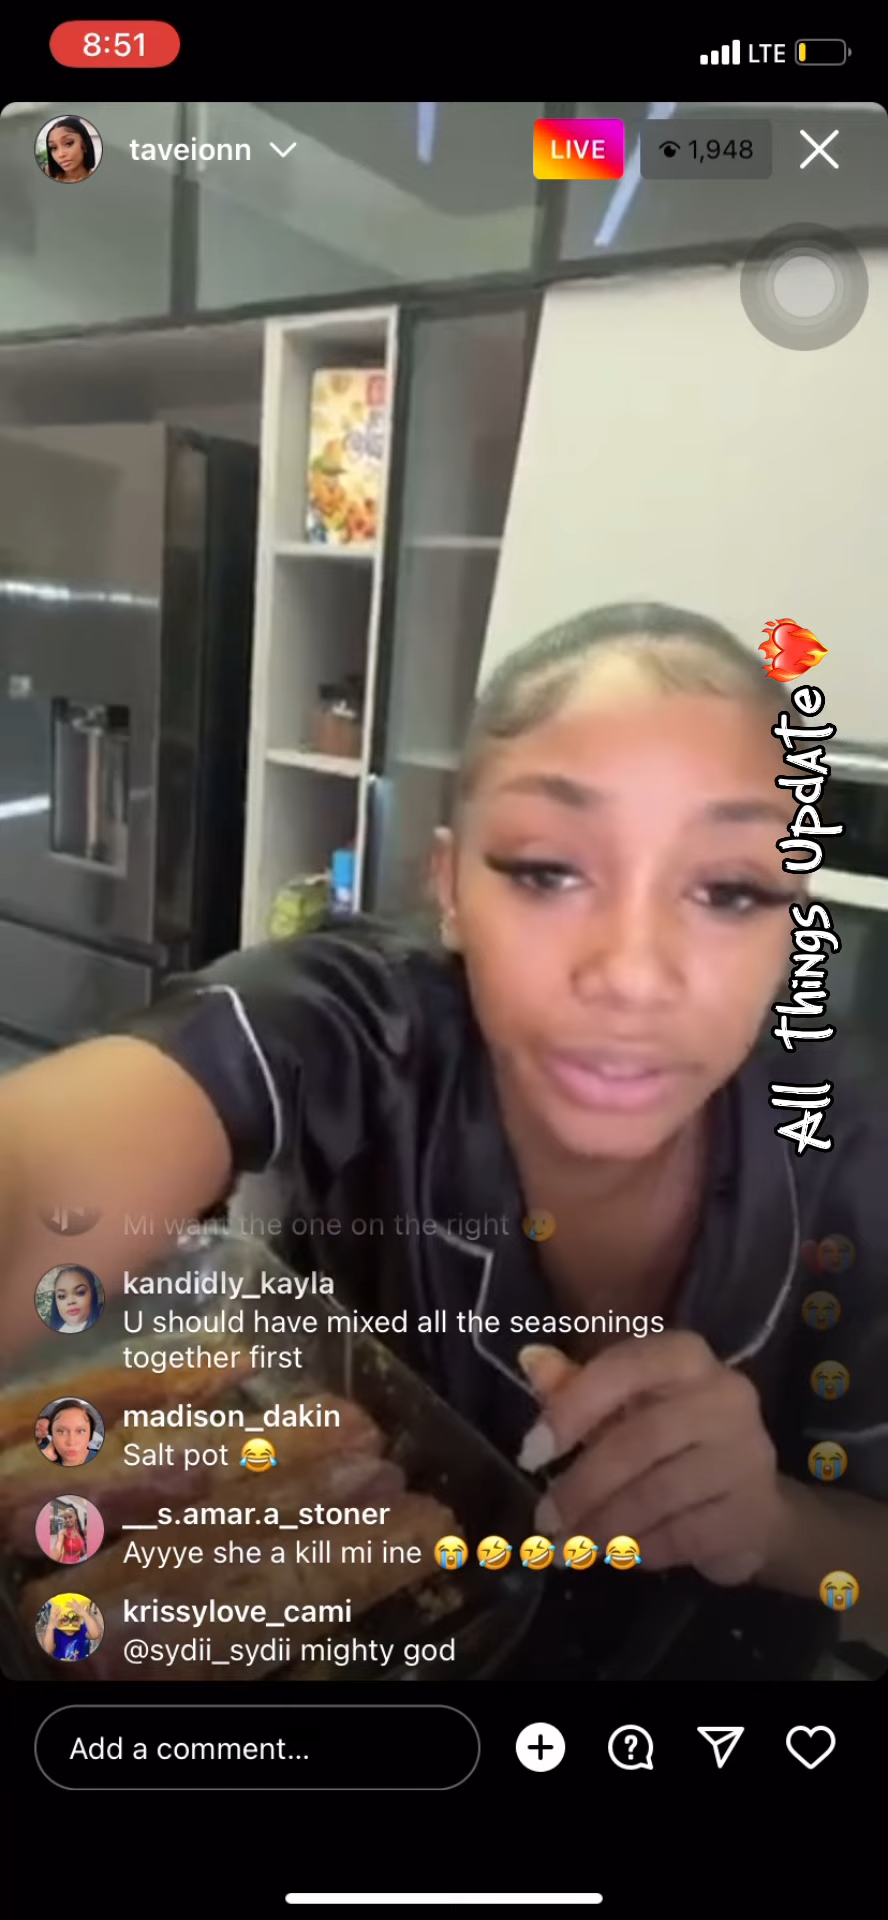 8:51
LTE
taveionn
LIVE
1,948
All Things Update
Mi want the one on the right 🥲
kandidly_kayla
U should have mixed all the seasonings
together first
madison_dakin
Salt pot 😂
__s.amar.a_stoner
Ayyye she a kill mi ine 😭🤣🤣🤣😂
krissylove_cami
@sydii_sydii mighty god
Add a comment...